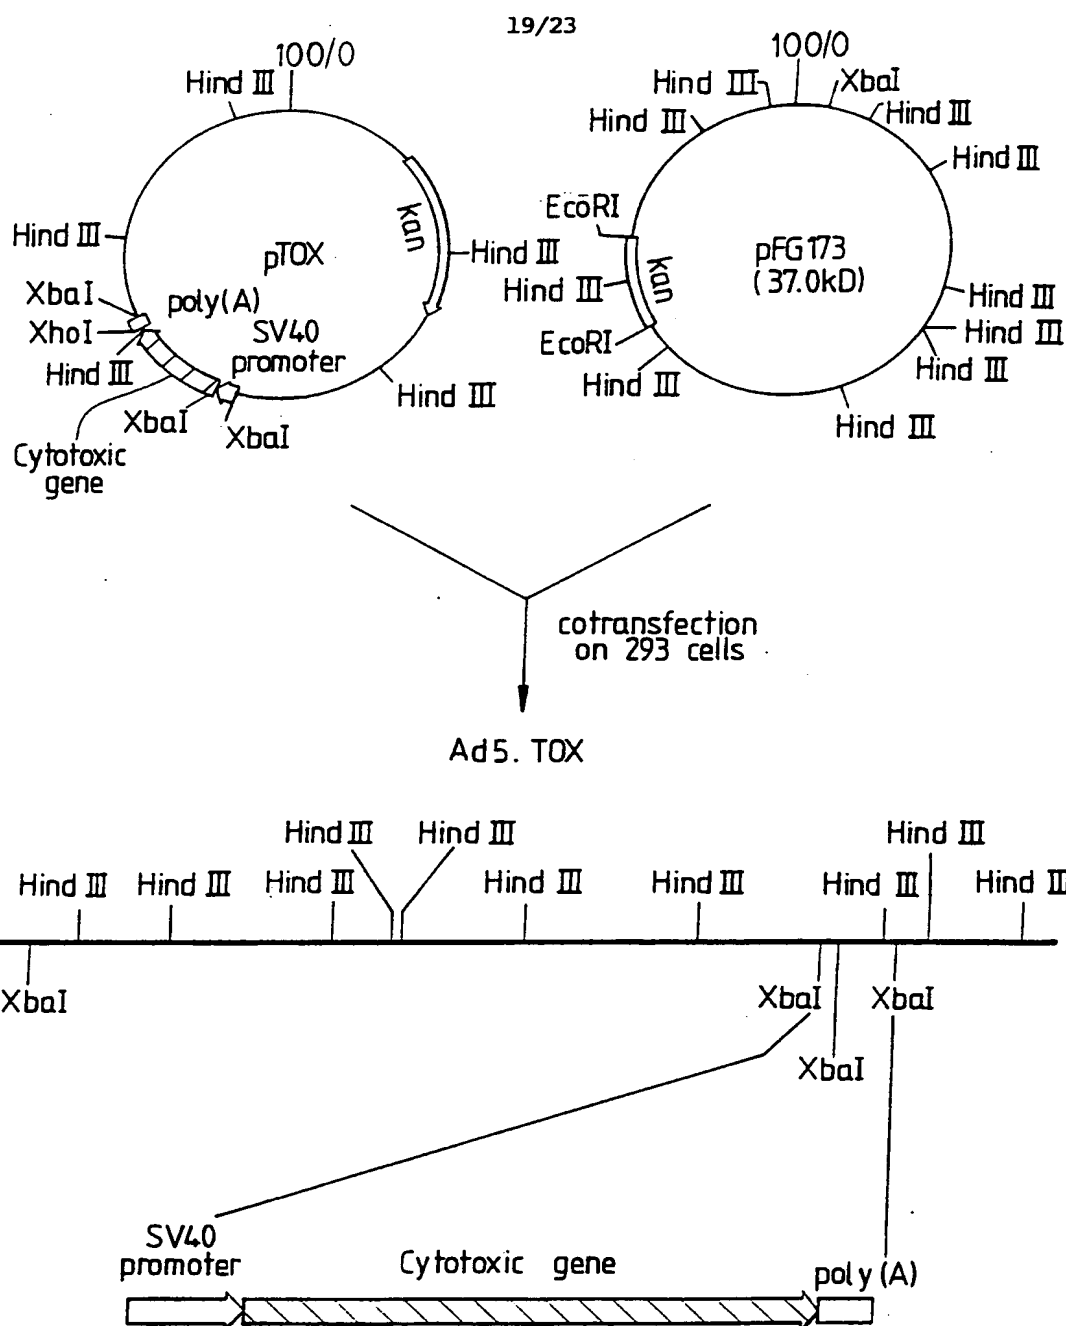 19/23
100/0
Hind III
kan
Hind III
pTOX
Hind III
XbaI
poly(A)
XhoI
SV40
promoter
Hind III
Hind III
XbaI
XbaI
Cytotoxic
gene
100/0
Hind III
XbaI
Hind III
Hind III
Hind III
EcoRI
kan
pFG173
(37.0kD)
Hind III
Hind III
Hind III
EcoRI
Hind III
Hind III
Hind III
cotransfection
on 293 cells
Ad5. TOX
Hind III
Hind III
Hind III
Hind III
Hind III
Hind III
Hind III
Hind III
Hind III
Hind II
XbaI
XbaI
XbaI
XbaI
SV40
promoter
Cytotoxic gene
poly(A)